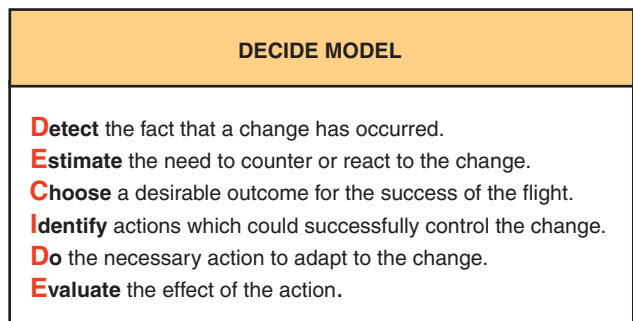 DECIDE MODEL
Detect the fact that a change has occurred.
Estimate the need to counter or react to the change.
Choose a desirable outcome for the success of the flight.
Identify actions which could successfully control the change.
Do the necessary action to adapt to the change.
Evaluate the effect of the action.